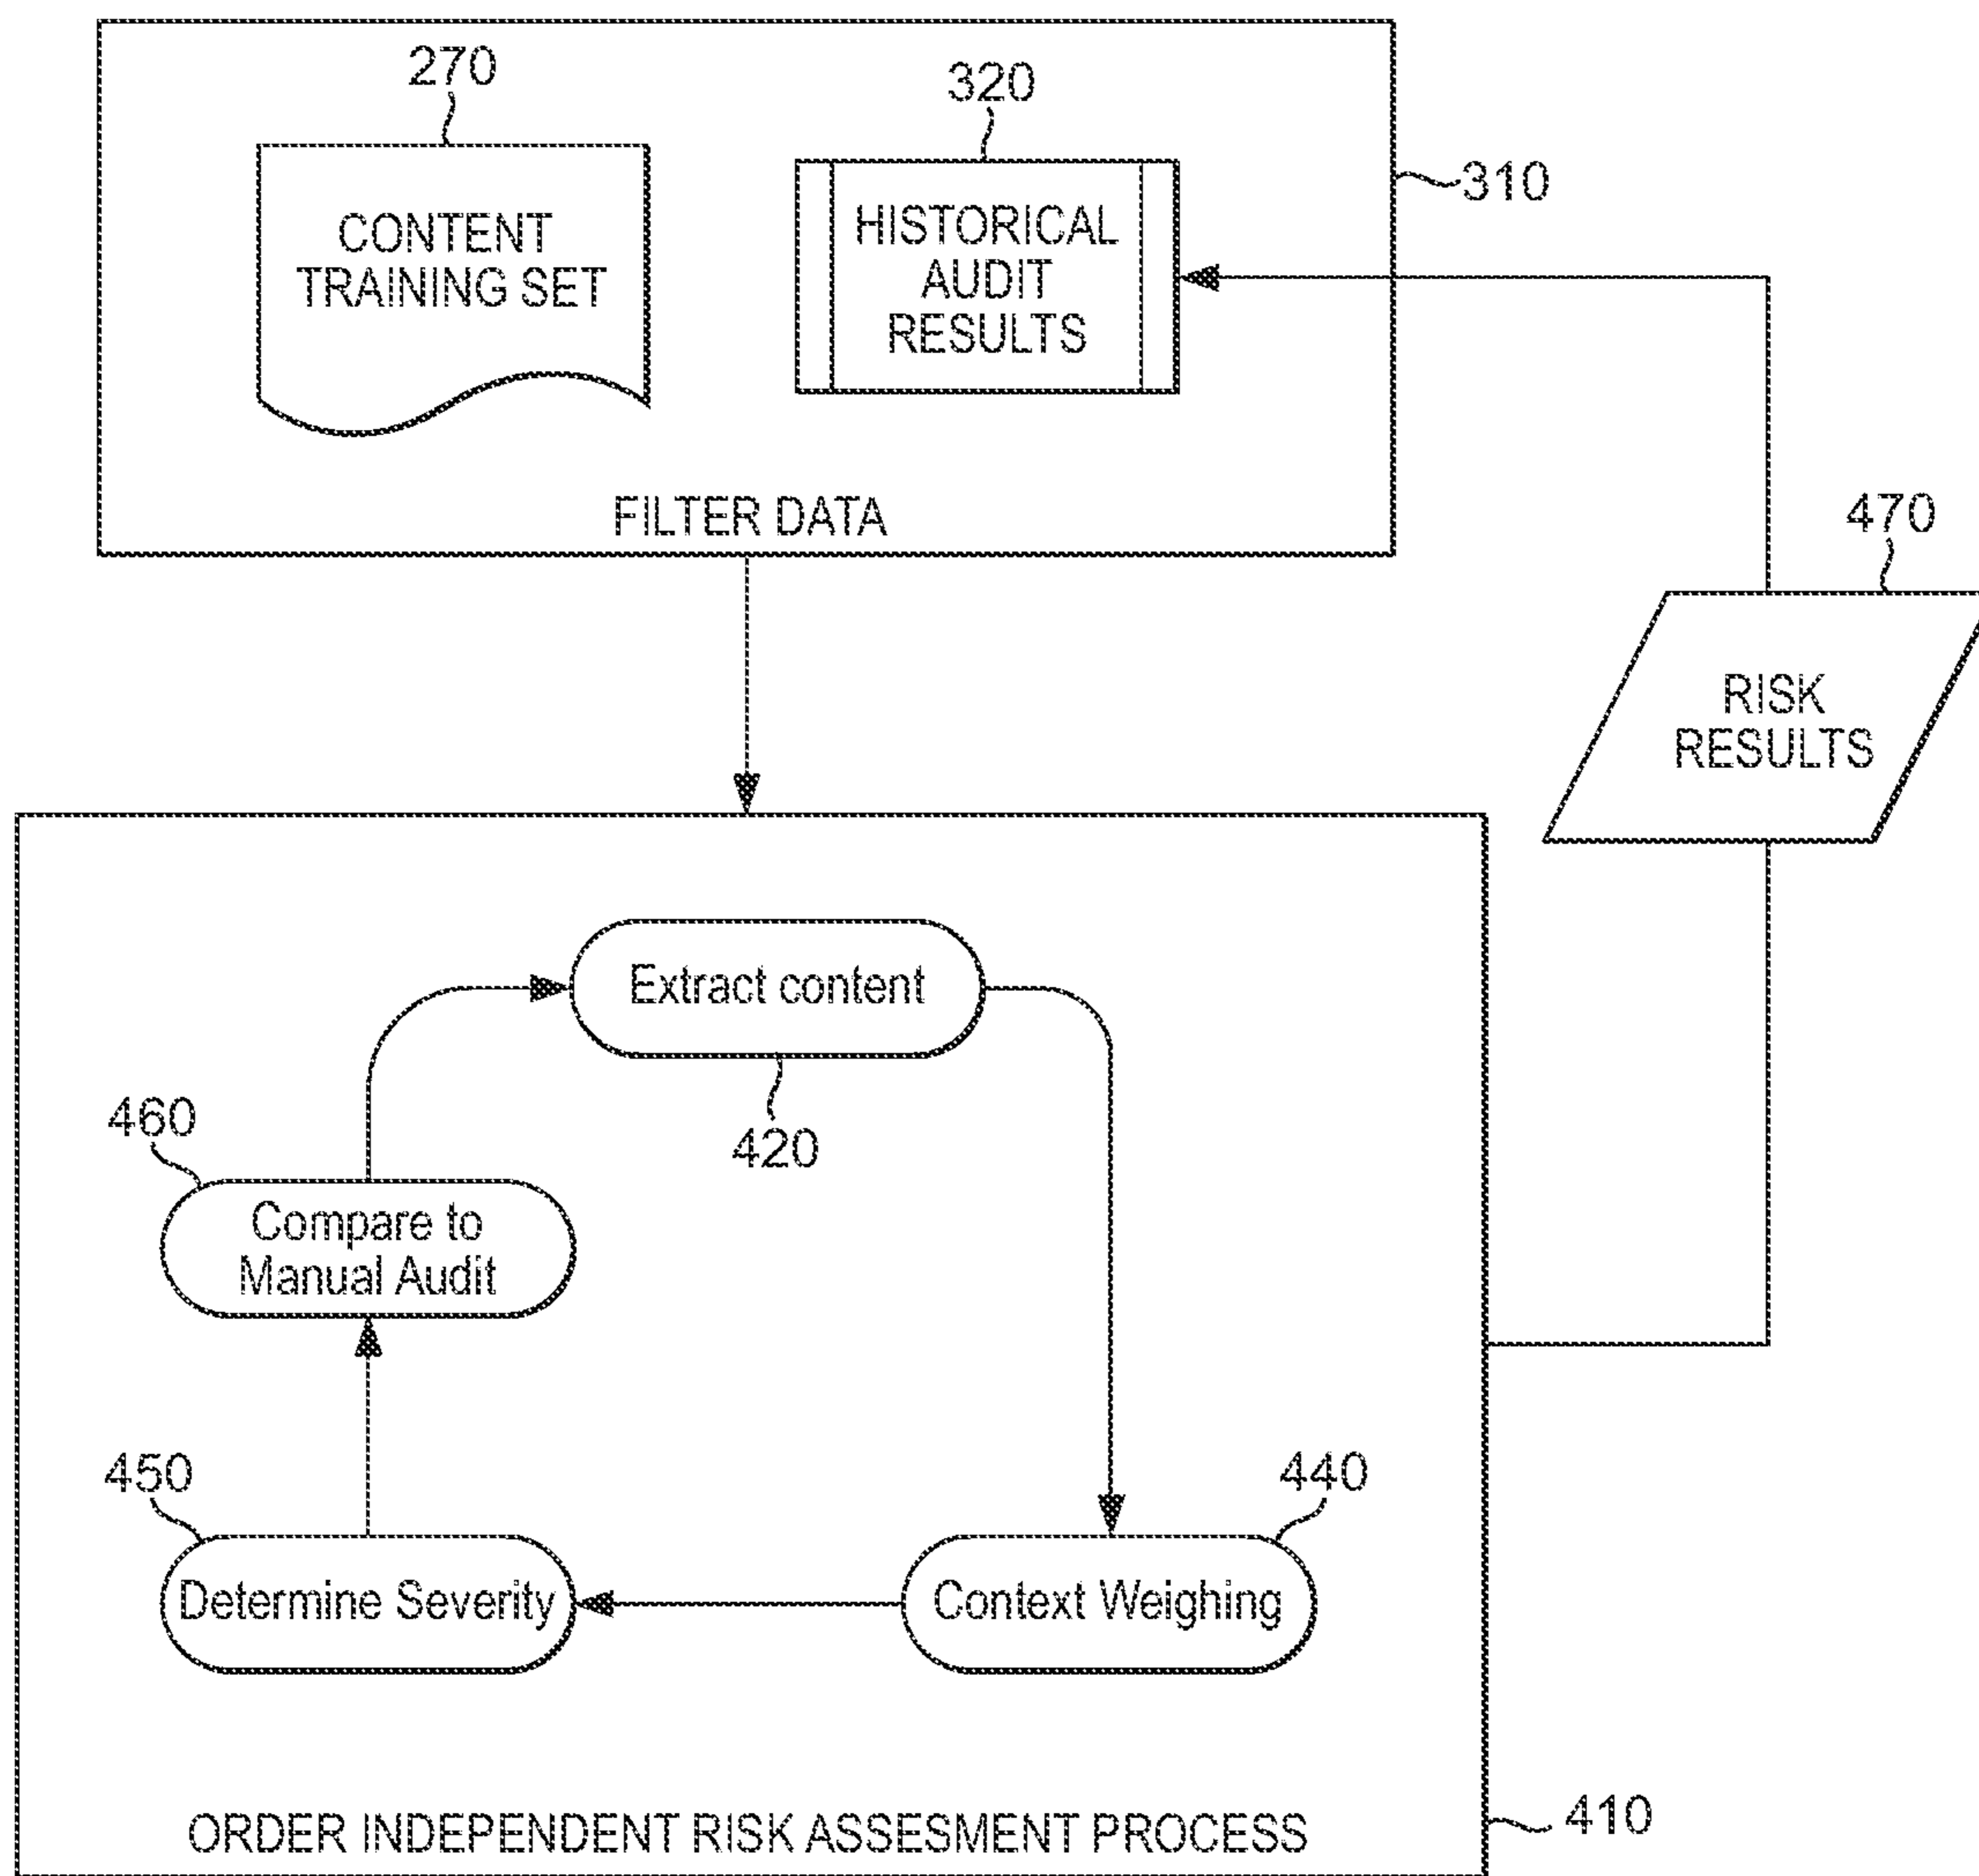 270
320
310
CONTENT
TRAINING SET
HISTORICAL
AUDIT
RESULTS
FILTER DATA
470
RISK
RESULTS
Extract content
420
460
Compare to
Manual Audit
450
440
Determine Severity
Context Weighing
ORDER INDEPENDENT RISK ASSESMENT PROCESS
410